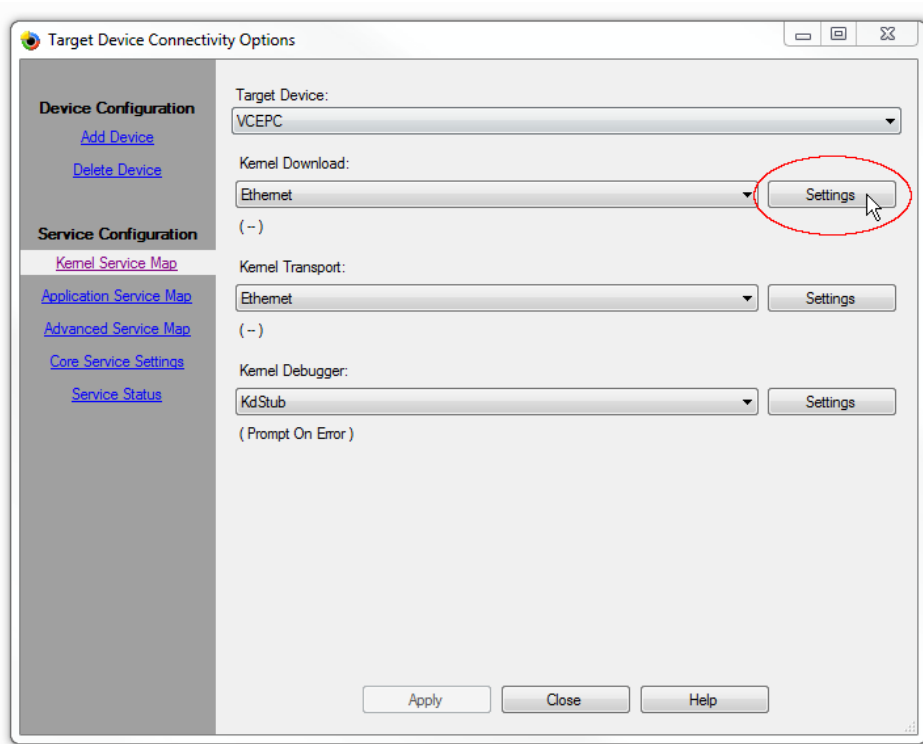 Target Device Connectivity Options
Device Configuration
Add Device
Delete Device
Service Configuration
Kernel Service Map
Application Service Map
Advanced Service Map
Core Service Settings
Service Status
Target Device:
VCEPC
Kernel Download:
Ethernet
Settings
( -- )
Kernel Transport:
Ethernet
Settings
( -- )
Kernel Debugger:
KdStub
Settings
( Prompt On Error )
Apply
Close
Help